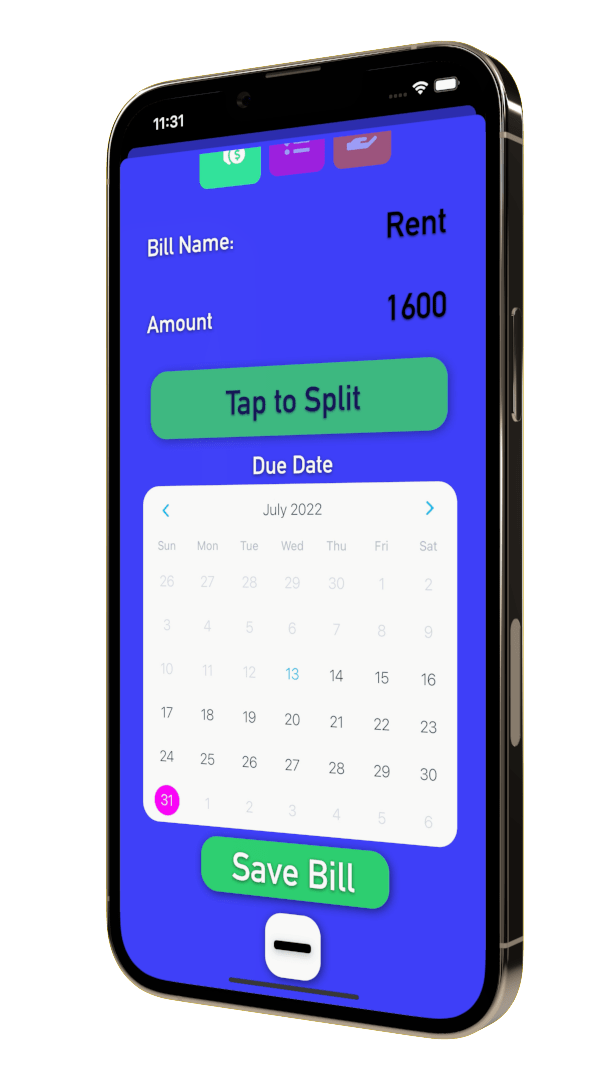 11:31
$
Bill Name: Rent
Amount 1600
Tap to Split
Due Date
July 2022
Sun Mon Tue Wed Thu Fri Sat
26 27 28 29 30 1 2
3 4 5 6 7 8 9
10 11 12 13 14 15 16
17 18 19 20 21 22 23
24 25 26 27 28 29 30
31 1 2 3 4 5 6
Save Bill